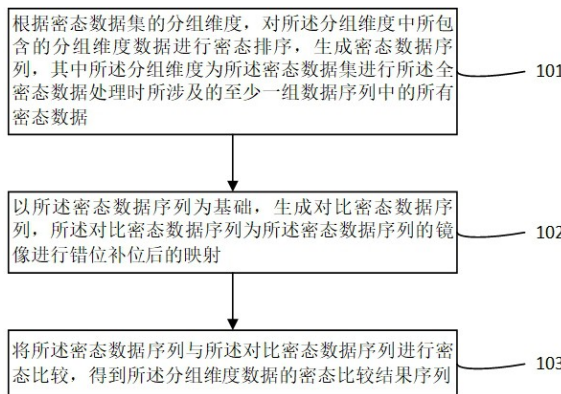 根据密态数据集的分组维度，对所述分组维度中所包
含的分组维度数据进行密态排序，生成密态数据序
列，其中所述分组维度为所述密态数据集进行所述全
密态数据处理时所涉及的至少一组数据序列中的所有
密态数据
101
以所述密态数据序列为基础，生成对比密态数据序
列，所述对比密态数据序列为所述密态数据序列的镜
像进行错位补位后的映射
102
将所述密态数据序列与所述对比密态数据序列进行密
态比较，得到所述分组维度数据的密态比较结果序列
103